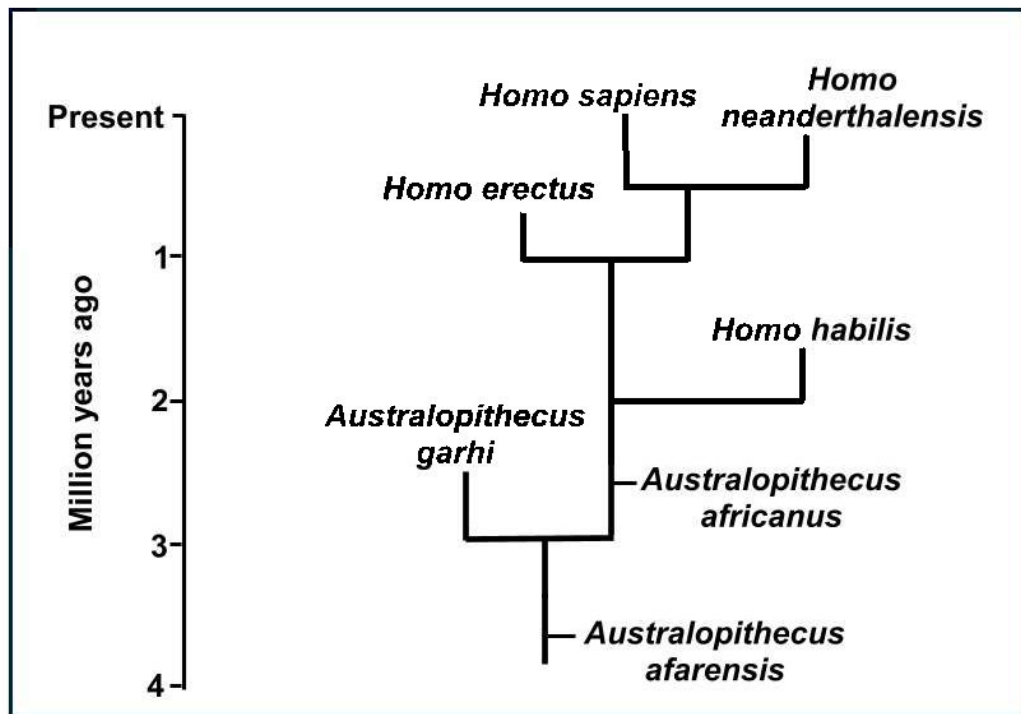 Homo
neanderthalensis
Homo sapiens
Present
Homo erectus
1
Million years ago
Homo habilis
2
Australopithecus
garhi
Australopithecus
africanus
3
Australopithecus
afarensis
4